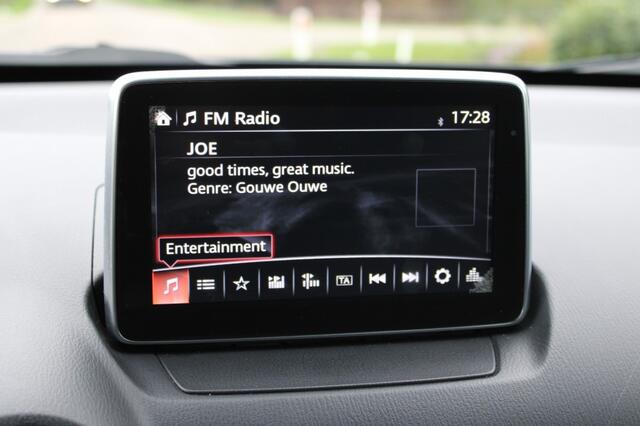 FM Radio 17:28
JOE
good times, great music.
Genre: Gouwe Ouwe
Entertainment
TA